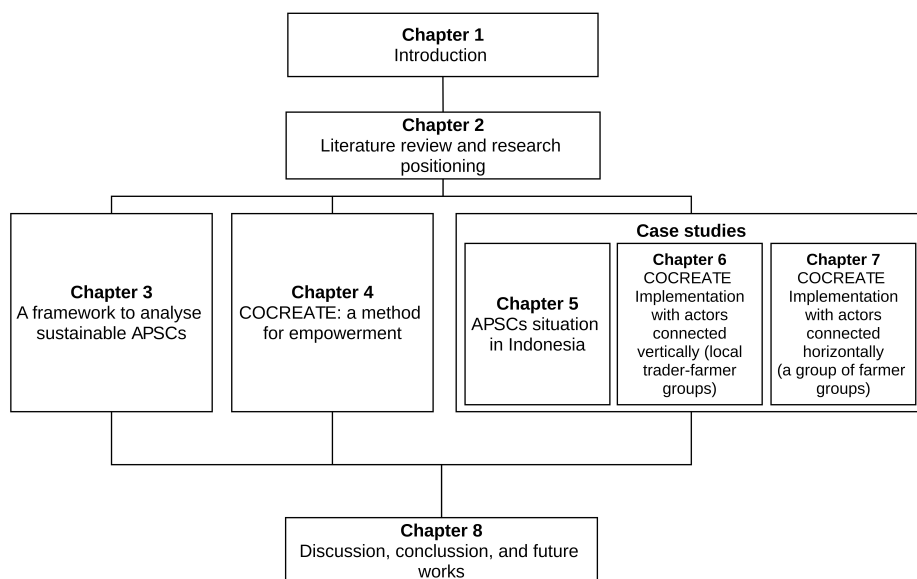 Chapter 1
Introduction
Chapter 2
Literature review and research
positioning
Chapter 3
A framework to analyse
sustainable APSCs
Chapter 4
COCREATE: a method
for empowerment
Case studies
Chapter 5
APSCs situation
in Indonesia
Chapter 6
COCREATE
Implementation
with actors
connected
vertically (local
trader-farmer
groups)
Chapter 7
COCREATE
Implementation
with actors
connected
horizontally
(a group of farmer
groups)
Chapter 8
Discussion, conclussion, and future
works